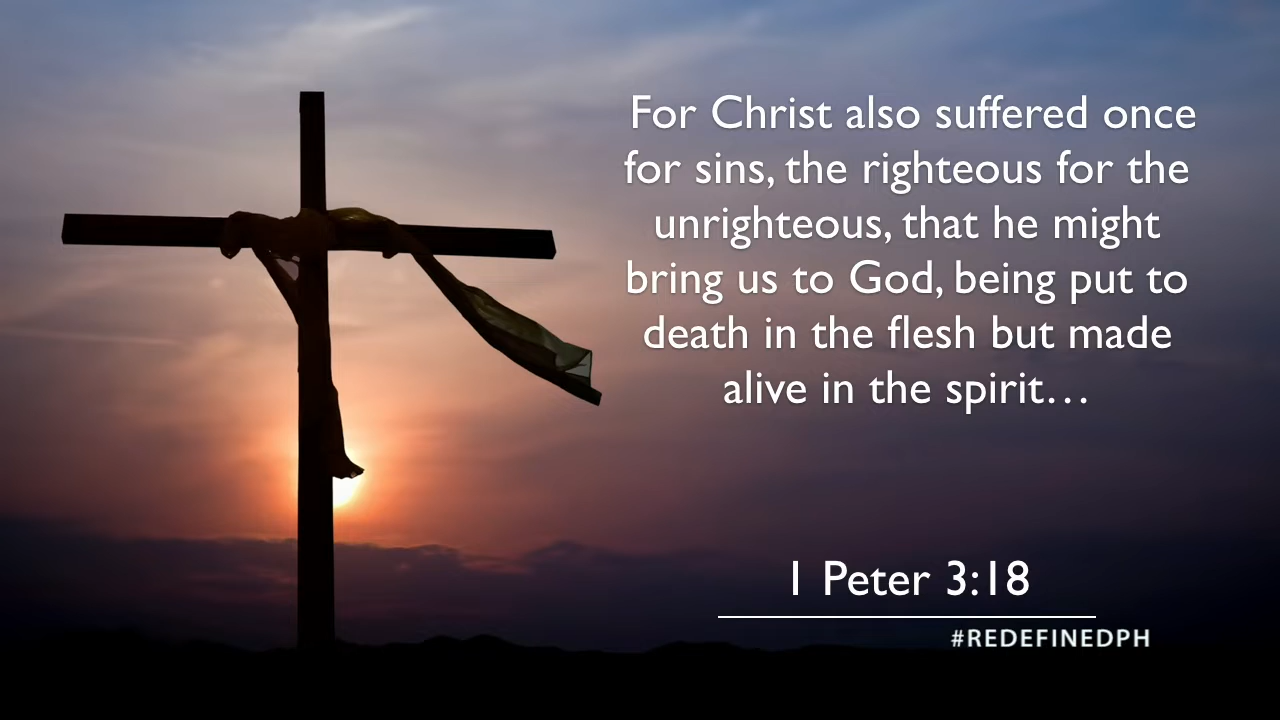 For Christ also suffered once
for sins, the righteous for the
unrighteous, that he might
bring us to God, being put to
death in the flesh but made
alive in the spirit…
1 Peter 3:18
#REDEFINEDPH